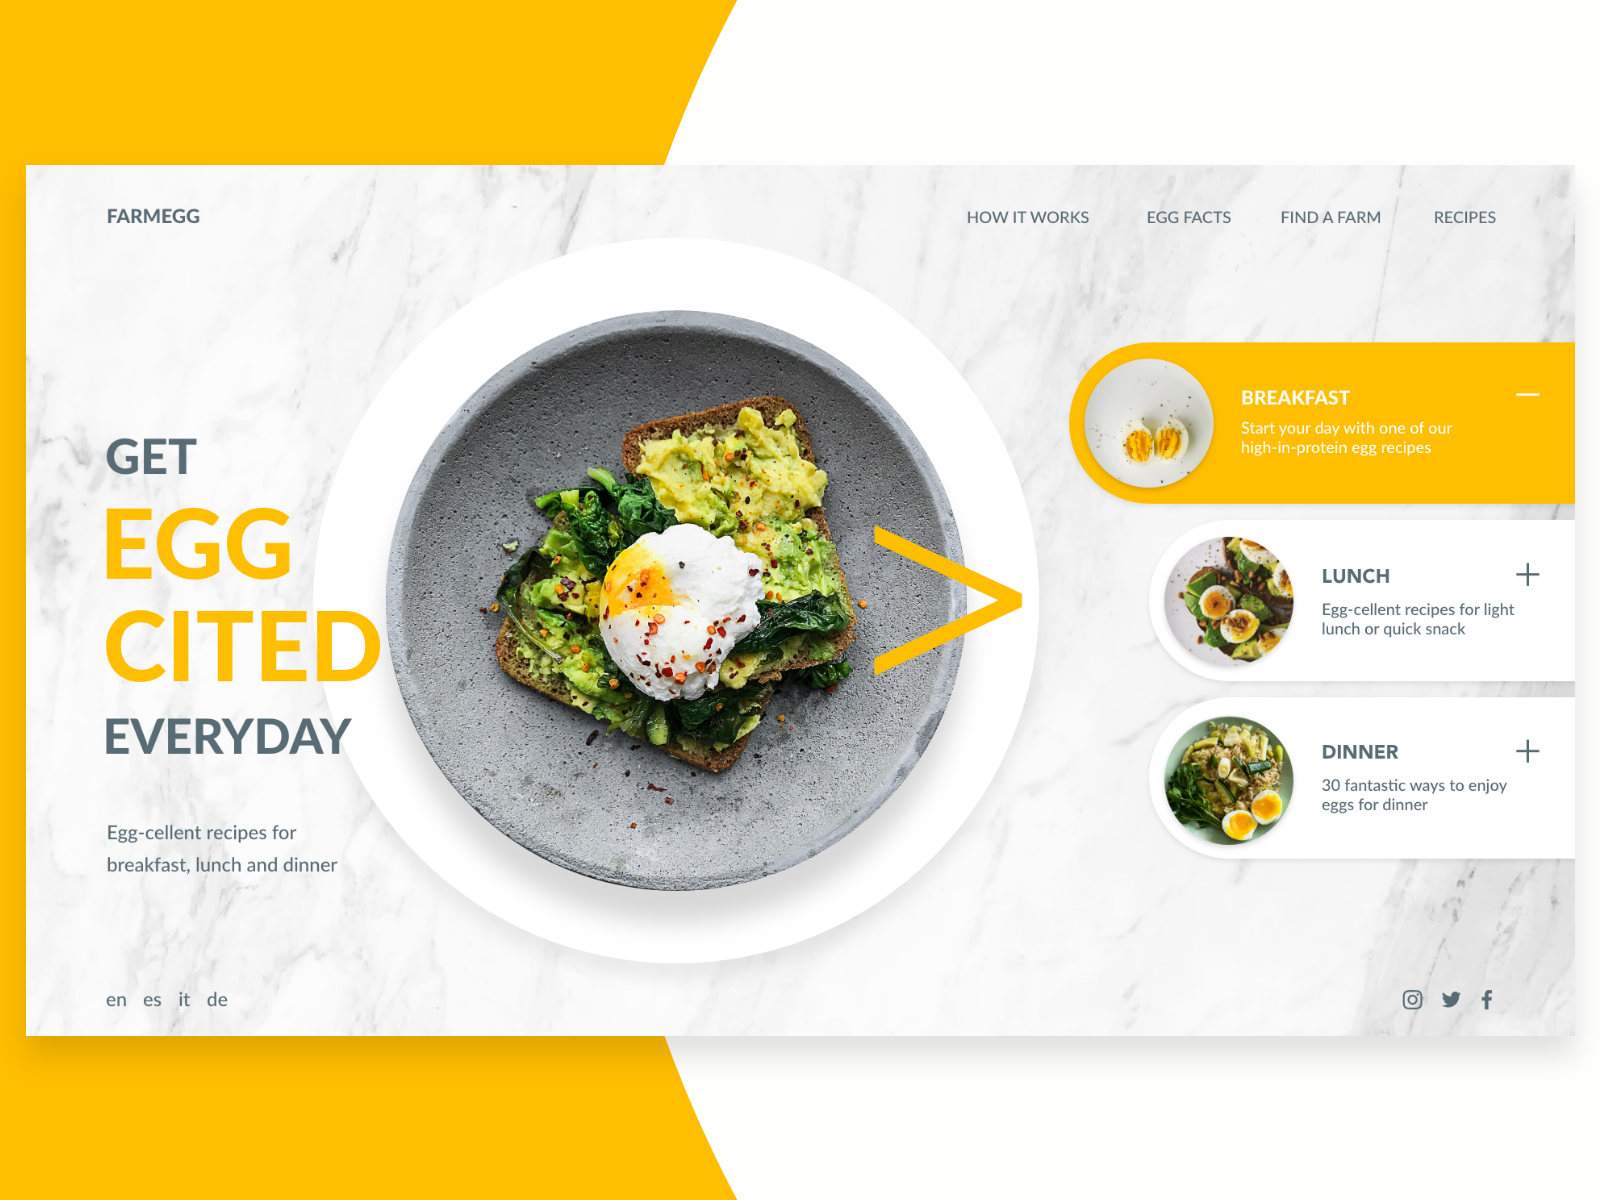 FARMEGG
HOW IT WORKS
EGG FACTS
FIND A FARM
RECIPES
GET
EGG
CITED
EVERYDAY
Egg-cellent recipes for
breakfast, lunch and dinner
>
BREAKFAST
Start your day with one of our
high-in-protein egg recipes
LUNCH
Egg-cellent recipes for light
lunch or quick snack
DINNER
30 fantastic ways to enjoy
eggs for dinner
en es it de